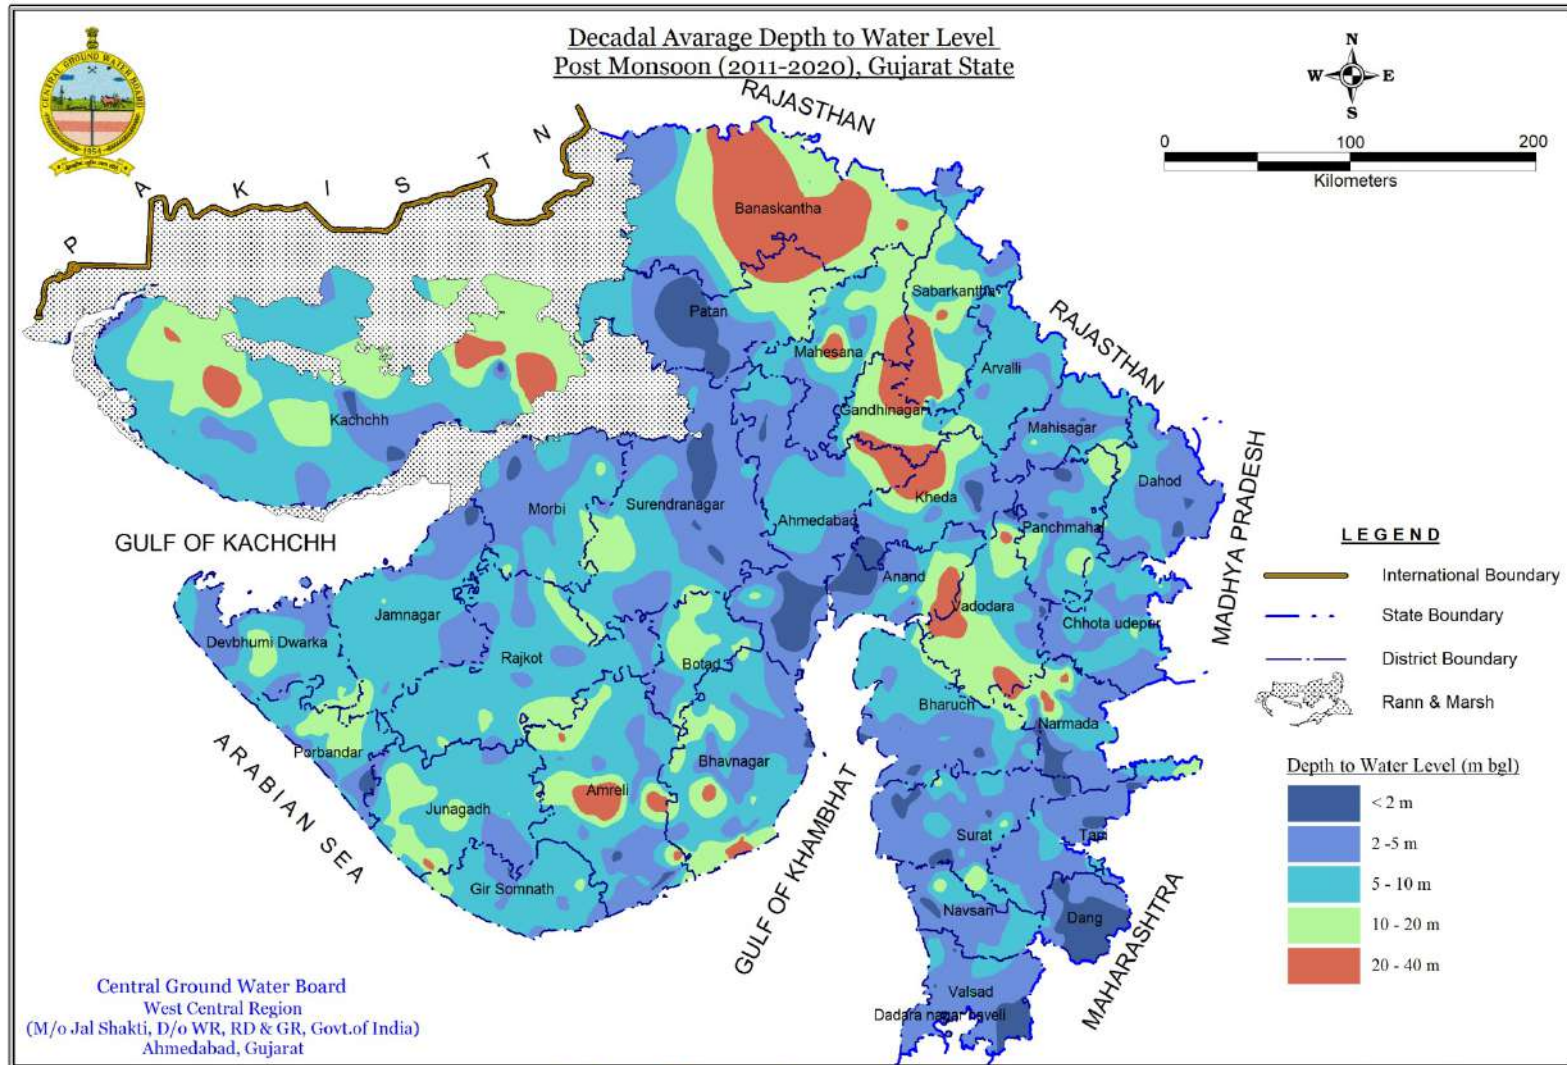 Decadal Avarage Depth to Water Level
Post Monsoon (2011-2020), Gujarat State
CENTRAL GROUND WATER BOARD
1954
N
W E
S
0 100 200
Kilometers
RAJASTHAN
P A K I S T N
Banaskantha
Patan
Sabarkantha
RAJASTHAN
Mahesana
Arvalli
Gandhinagar
Kachchh
Mahisagar
Dahod
Kheda
Morbi
Surendranagar
Ahmedabad
Panchmahal
MADHYA PRADESH
GULF OF KACHCHH
Anand
Vadodara
Jamnagar
Chhota udepur
Devbhumi Dwarka
Rajkot
Botad
Bharuch
Narmada
Porbandar
Bhavnagar
ARABIAN SEA
Amreli
Junagadh
Surat
Tapi
GULF OF KHAMBHAT
Gir Somnath
Navsari
Dang
MAHARASHTRA
Valsad
Dadara nagar haveli
LEGEND
International Boundary
State Boundary
District Boundary
Rann & Marsh
Depth to Water Level (m bgl)
< 2 m
2 -5 m
5 - 10 m
10 - 20 m
20 - 40 m
Central Ground Water Board
West Central Region
(M/o Jal Shakti, D/o WR, RD & GR, Govt.of India)
Ahmedabad, Gujarat